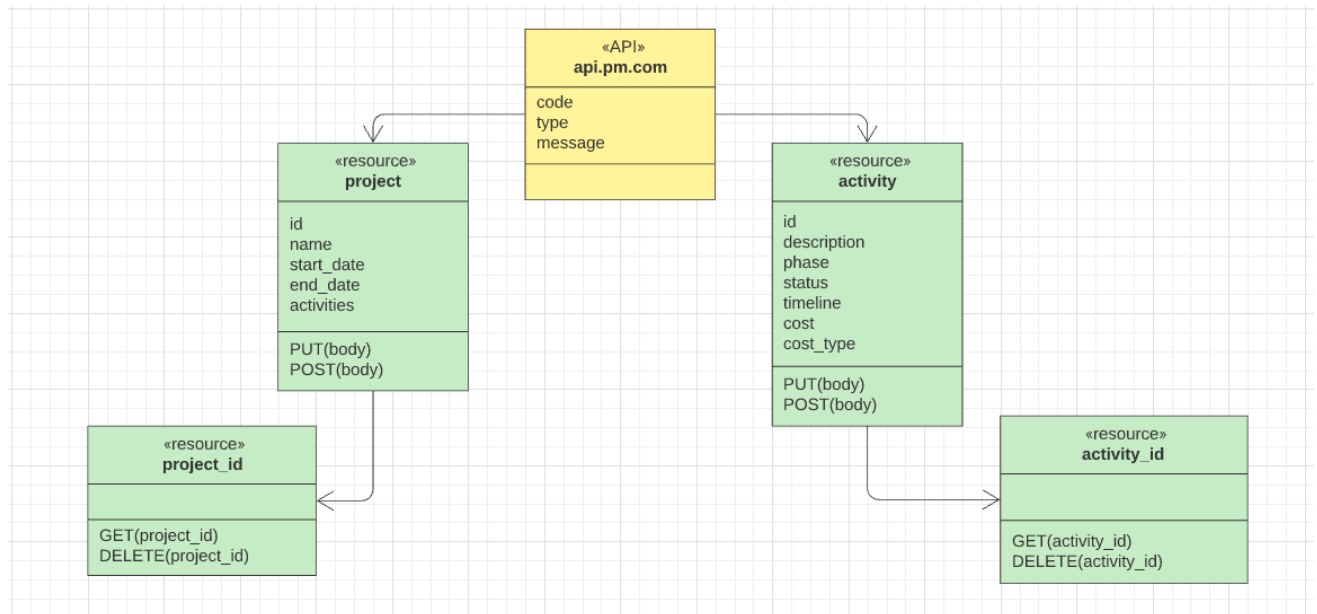 «API»
api.pm.com
code
type
message
«resource»
project
id
name
start_date
end_date
activities
PUT(body)
POST(body)
«resource»
activity
id
description
phase
status
timeline
cost
cost_type
PUT(body)
POST(body)
«resource»
project_id
GET(project_id)
DELETE(project_id)
«resource»
activity_id
GET(activity_id)
DELETE(activity_id)